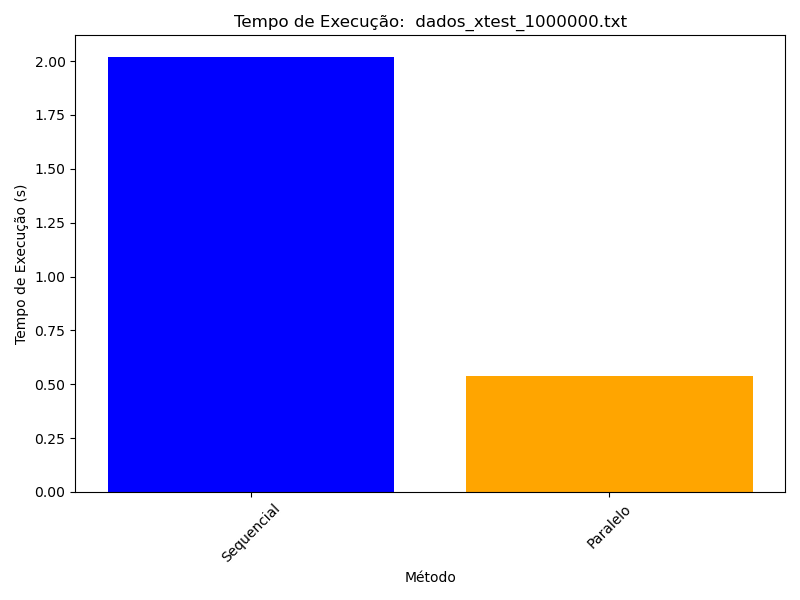 Tempo de Execução:  dados_xtest_1000000.txt
Tempo de Execução (s)
2.00
1.75
1.50
1.25
1.00
0.75
0.50
0.25
0.00
Sequencial
Paralelo
Método